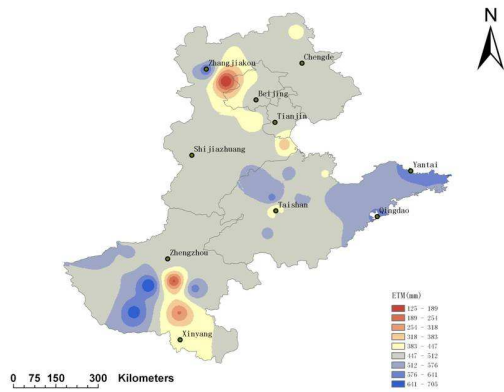 N
Chengde
Zhangjiakou
Beijing
Tianjin
Shijiazhuang
Yantai
Taishan
Qingdao
Zhengzhou
Xinyang
ETM(mm)
125 - 189
189 - 254
254 - 318
318 - 383
383 - 447
447 - 512
512 - 576
576 - 641
641 - 705
0 75 150 300 Kilometers